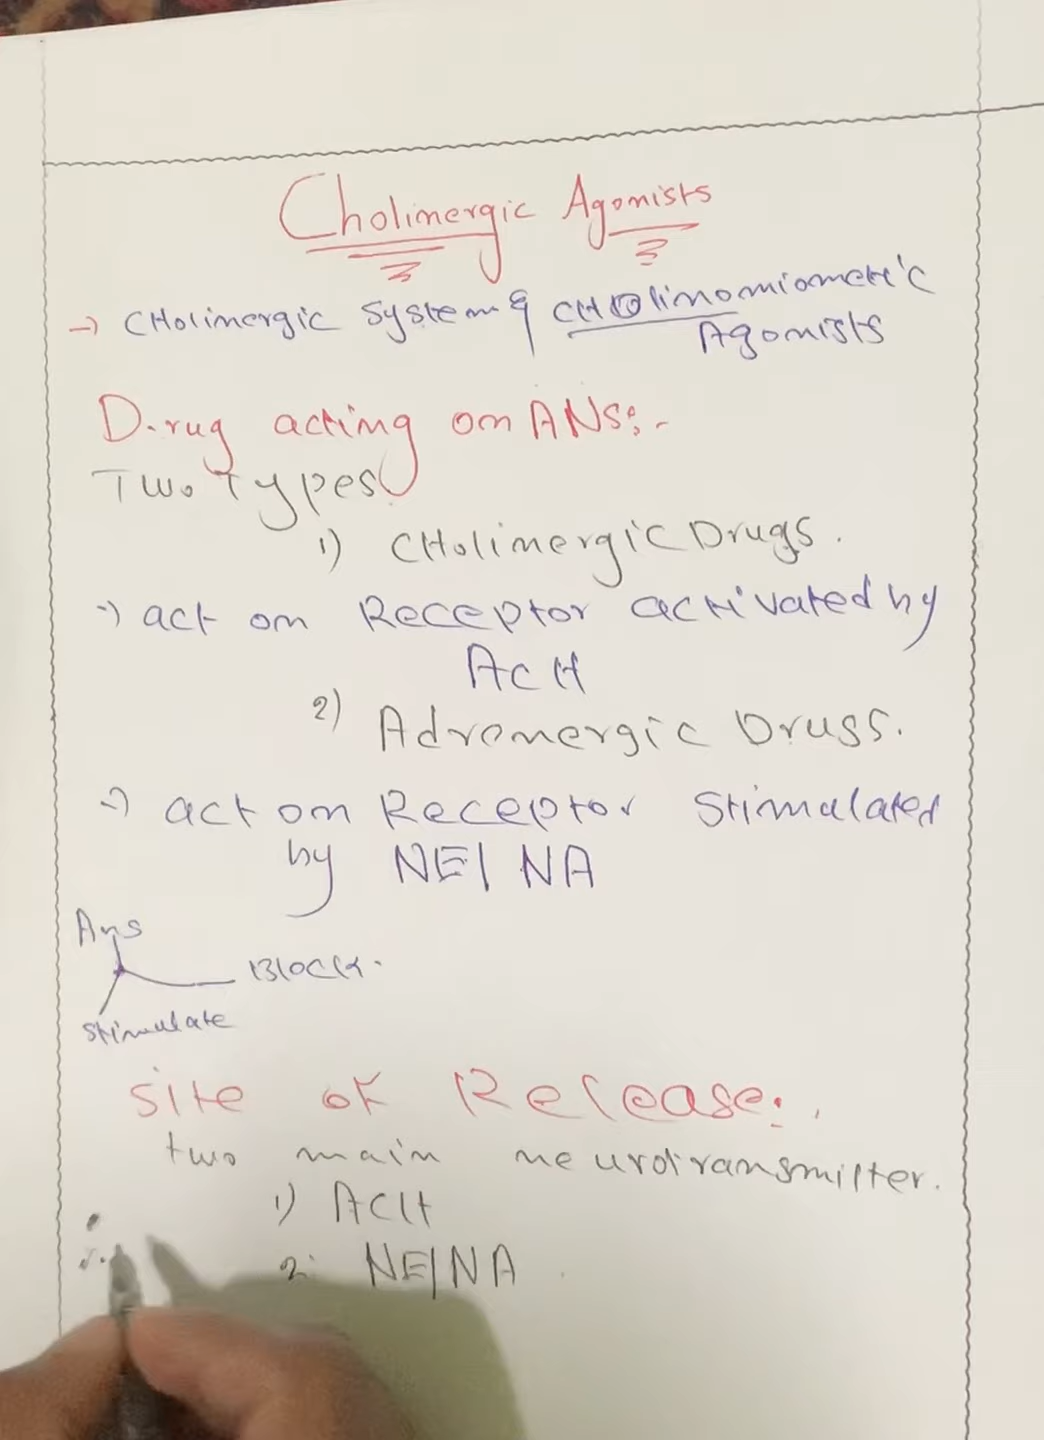 Cholinergic Agonists
→ CHolinergic System & CHOlinomiometic
Agonists
Drug acting on ANS:-
Two Types
1) CHolinergic Drugs.
→ act on Receptor activated by
ACH
2) Adrenergic Drugs.
→ act on Receptor Stimulated
by NE/NA
Ans
Block.
Stimulate
Site of Release:.
two main neurotransmitter.
1) ACH
2. NE/NA